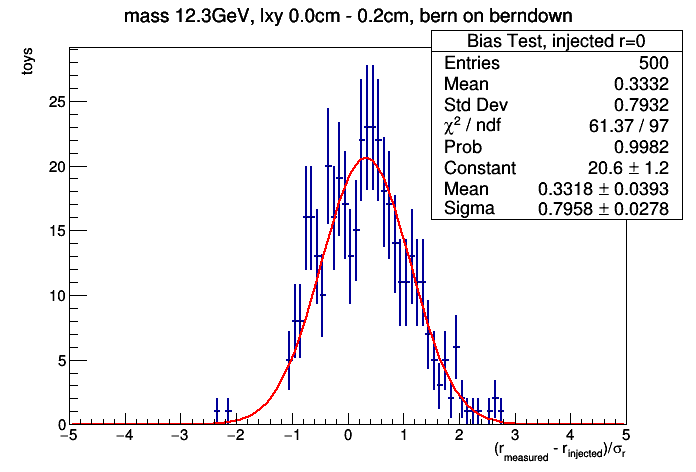 mass 12.3GeV, lxy 0.0cm - 0.2cm, bern on berndown
Bias Test, injected r=0
Entries 500
Mean 0.3332
Std Dev 0.7932
χ² / ndf 61.37 / 97
Prob 0.9982
Constant 20.6 ± 1.2
Mean 0.3318 ± 0.0393
Sigma 0.7958 ± 0.0278
toys
25
20
15
10
5
0
−5 −4 −3 −2 −1 0 1 2 3 4 5
(r_measured - r_injected)/σ_r